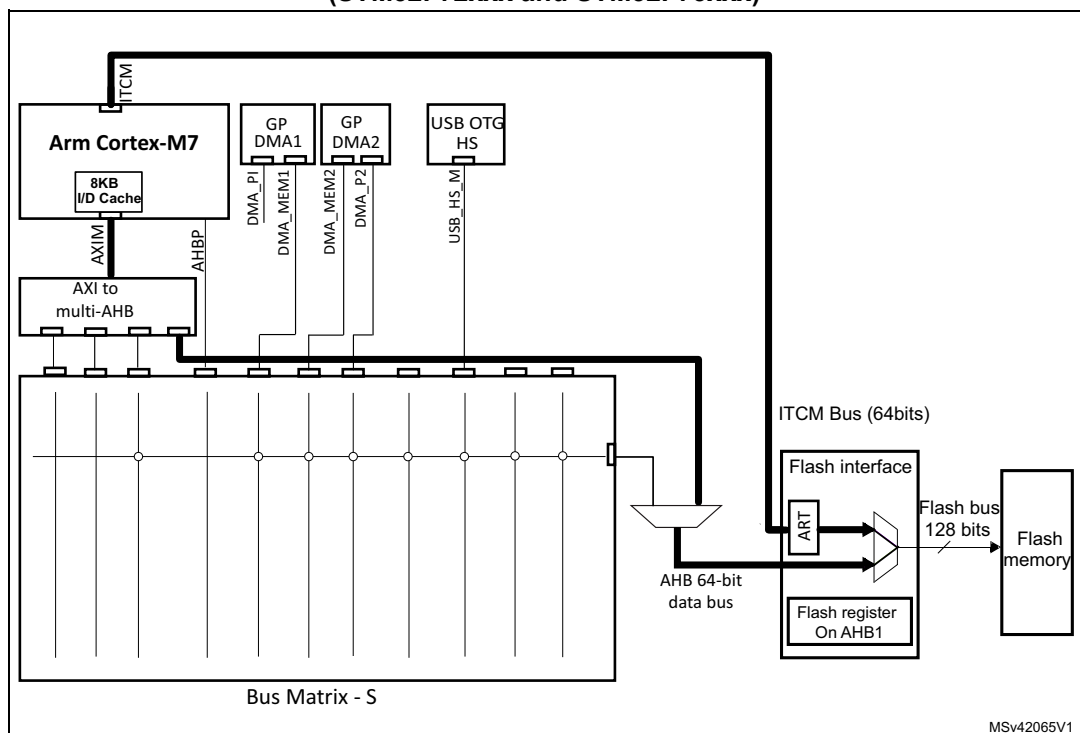 ITCM
Arm Cortex-M7
8KB
I/D Cache
GP
DMA1
GP
DMA2
USB OTG
HS
AXIM
AHBP
DMA_PI
DMA_MEM1
DMA_MEM2
DMA_P2
USB_HS_M
AXI to
multi-AHB
ITCM Bus (64bits)
Flash interface
ART
Flash bus
128 bits
Flash
memory
AHB 64-bit
data bus
Flash register
On AHB1
Bus Matrix - S
MSv42065V1